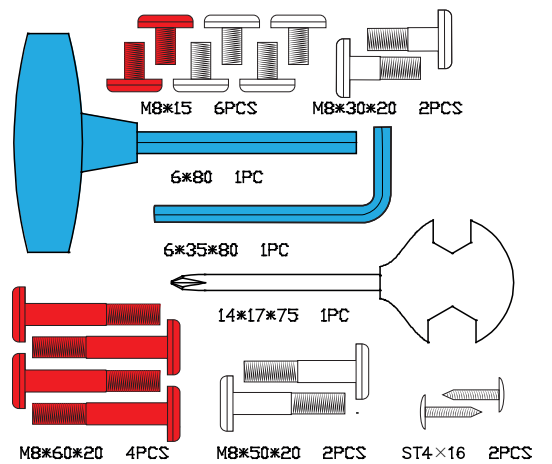 M8*15 6PCS
M8*30*20 2PCS
6*80 1PC
6*35*80 1PC
14*17*75 1PC
M8*60*20 4PCS
M8*50*20 2PCS
ST4×16 2PCS